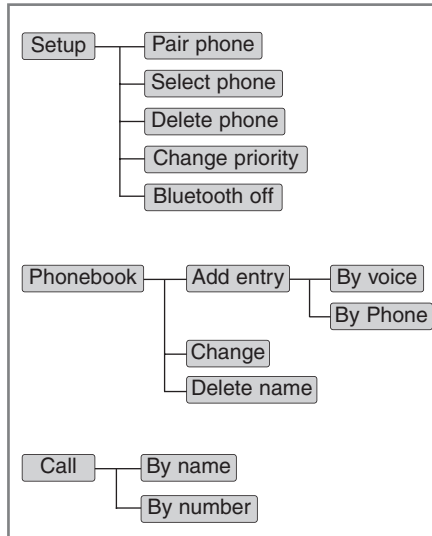 Setup
Pair phone
Select phone
Delete phone
Change priority
Bluetooth off
Phonebook
Add entry
By voice
By Phone
Change
Delete name
Call
By name
By number